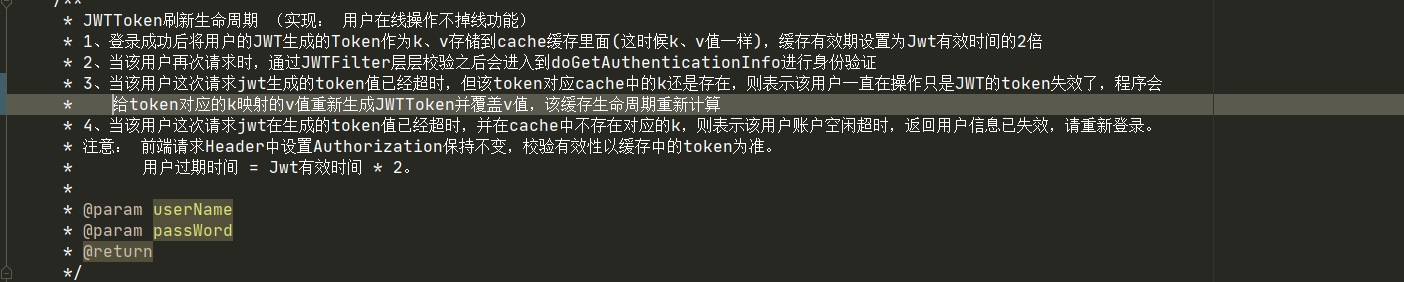 /**
* JWTToken刷新生命周期 （实现： 用户在线操作不掉线功能）
* 1、登录成功后将用户的JWT生成的Token作为k、v存储到cache缓存里面(这时候k、v值一样)，缓存有效期设置为Jwt有效时间的2倍
* 2、当该用户再次请求时，通过JWTFilter层层校验之后会进入到doGetAuthenticationInfo进行身份验证
* 3、当该用户这次请求jwt生成的token值已经超时，但该token对应cache中的k还是存在，则表示该用户一直在操作只是JWT的token失效了，程序会
*    给token对应的k映射的v值重新生成JWTToken并覆盖v值，该缓存生命周期重新计算
* 4、当该用户这次请求jwt在生成的token值已经超时，并在cache中不存在对应的k，则表示该用户账户空闲超时，返回用户信息已失效，请重新登录。
* 注意： 前端请求Header中设置Authorization保持不变，校验有效性以缓存中的token为准。
*       用户过期时间 = Jwt有效时间 * 2。
*
* @param userName
* @param passWord
* @return
*/